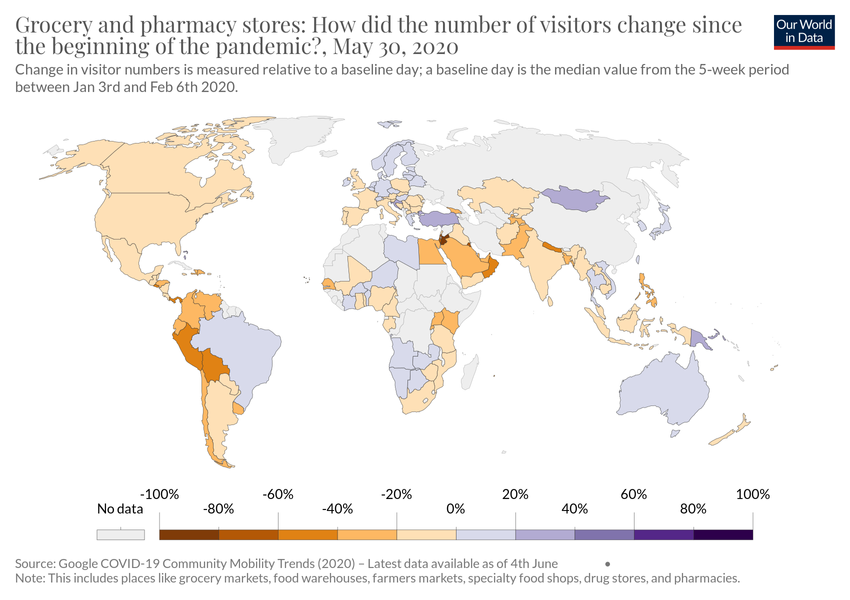 Grocery and pharmacy stores: How did the number of visitors change since
the beginning of the pandemic?, May 30, 2020
Our World
in Data
Change in visitor numbers is measured relative to a baseline day; a baseline day is the median value from the 5-week period
between Jan 3rd and Feb 6th 2020.
No data
-100%
-80%
-60%
-40%
-20%
0%
20%
40%
60%
80%
100%
Source: Google COVID-19 Community Mobility Trends (2020) – Latest data available as of 4th June
Note: This includes places like grocery markets, food warehouses, farmers markets, specialty food shops, drug stores, and pharmacies.